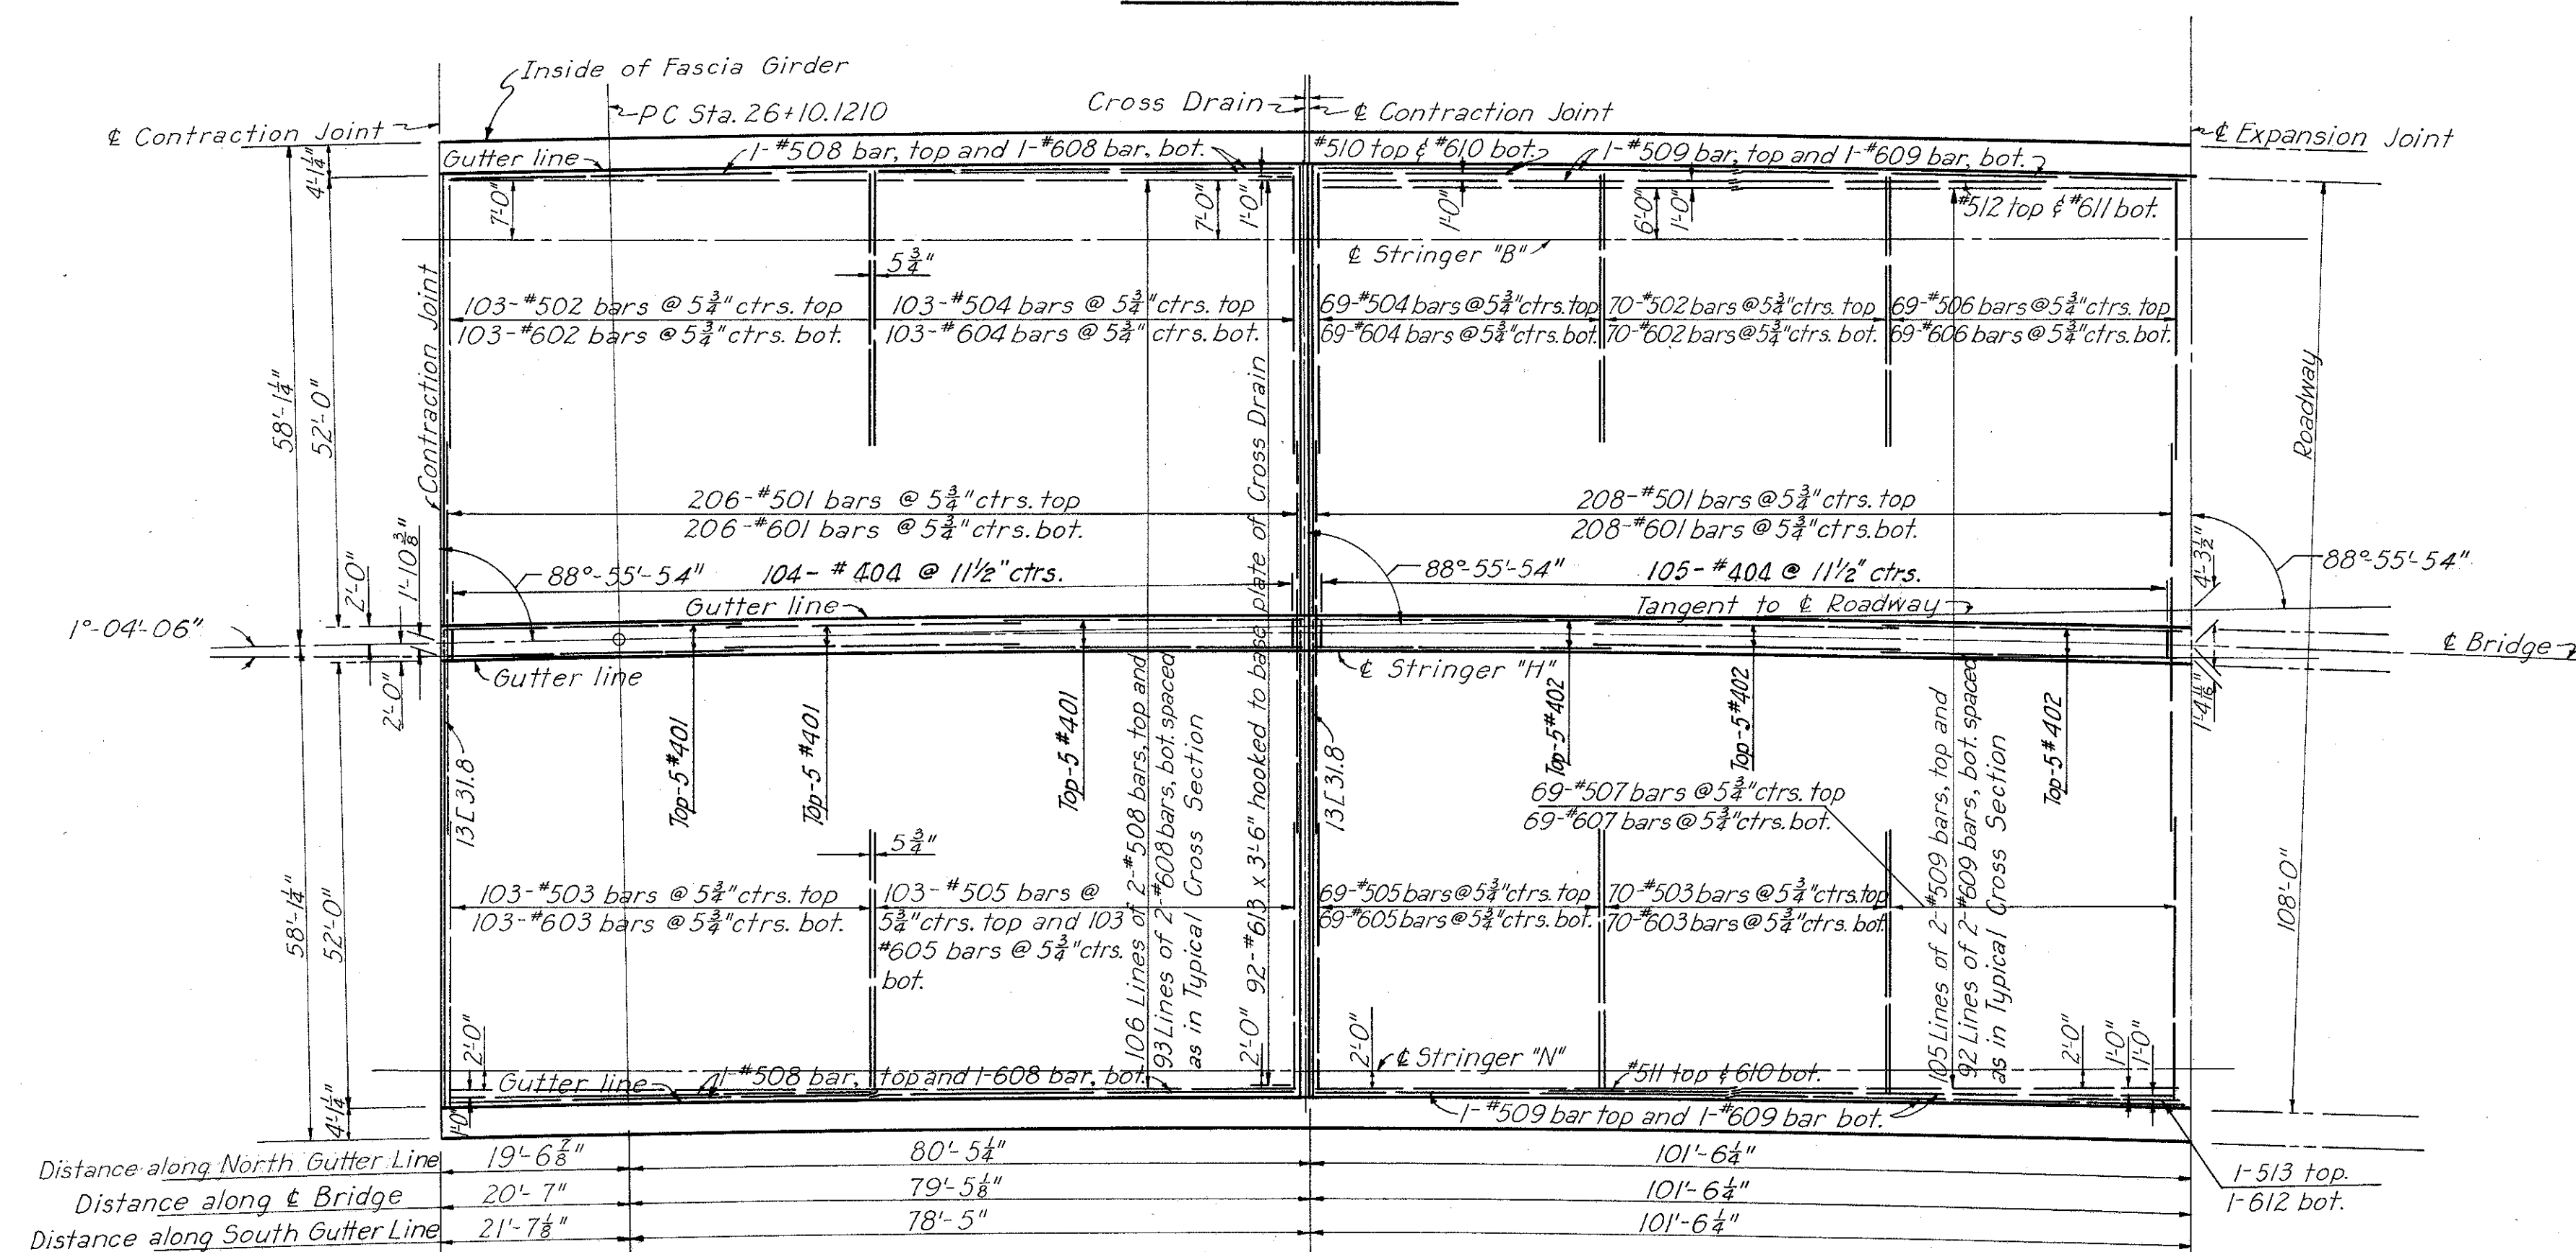 Inside of Fascia Girder
PC Sta. 26+10.1210
Cross Drain
℄ Contraction Joint
℄ Contraction Joint
℄ Expansion Joint
Gutter line
1-#508 bar, top and 1-#608 bar, bot.
#510 top & #610 bot.
1-#509 bar, top and 1-#609 bar, bot.
4'-1¼"
7'-0"
7'-0"
1'-0"
1'-0"
6'-0"
1'-0"
#512 top & #611 bot.
℄ Stringer "B"
5¾"
Contraction Joint
103-#502 bars @ 5¾" ctrs. top
103-#602 bars @ 5¾" ctrs. bot.
103-#504 bars @ 5¾" ctrs. top
103-#604 bars @ 5¾" ctrs. bot.
69-#504 bars @ 5¾" ctrs. top
69-#604 bars @ 5¾" ctrs. bot.
70-#502 bars @ 5¾" ctrs. top
70-#602 bars @ 5¾" ctrs. bot.
69-#506 bars @ 5¾" ctrs. top
69-#606 bars @ 5¾" ctrs. bot.
58'-1¼"
52'-0"
Roadway
206-#501 bars @ 5¾" ctrs. top
206-#601 bars @ 5¾" ctrs. bot.
208-#501 bars @ 5¾" ctrs. top
208-#601 bars @ 5¾" ctrs. bot.
2'-0"
1'-10⅜"
88°-55'-54"
104-#404 @ 11½" ctrs.
88°-55'-54"
105-#404 @ 11½" ctrs.
4'-3½"
88°-55'-54"
Gutter line
Tangent to ℄ Roadway
1°-04'-06"
℄ Bridge
Gutter line
℄ Stringer "H"
2'-0"
1'-4 11/16"
13[31.8
Top-5#401
Top-5#401
Top-5#401
106 Lines of 2-#508 bars, top and
93 Lines of 2-#608 bars, bot. spaced
as in Typical Cross Section
92-#613 x 3'-6" hooked to base plate of Cross Drain
13[31.8
Top-5#402
Top-5#402
Top-5#402
69-#507 bars @ 5¾" ctrs. top
69-#607 bars @ 5¾" ctrs. bot.
105 Lines of 2-#509 bars, top and
92 Lines of 2-#609 bars, bot. spaced
as in Typical Cross Section
5¾"
58'-1¼"
52'-0"
103-#503 bars @ 5¾" ctrs. top
103-#603 bars @ 5¾" ctrs. bot.
103-#505 bars @
5¾" ctrs. top and 103
#605 bars @ 5¾" ctrs.
bot.
69-#505 bars @ 5¾" ctrs. top
69-#605 bars @ 5¾" ctrs. bot.
70-#503 bars @ 5¾" ctrs. top
70-#603 bars @ 5¾" ctrs. bot.
108'-0"
2'-0"
2'-0"
2'-0"
℄ Stringer "N"
2'-0"
1'-0"
1'-0"
Gutter line
1-#508 bar, top and 1-608 bar, bot.
#511 top & 610 bot.
1-#509 bar top and 1-#609 bar bot.
4'-1¼"
1'-0"
Distance along North Gutter Line 19'-6⅞" 80'-5¼" 101'-6¼"
Distance along ℄ Bridge 20'-7" 79'-5⅛" 101'-6¼"
Distance along South Gutter Line 21'-7⅛" 78'-5" 101'-6¼"
1-513 top.
1-612 bot.